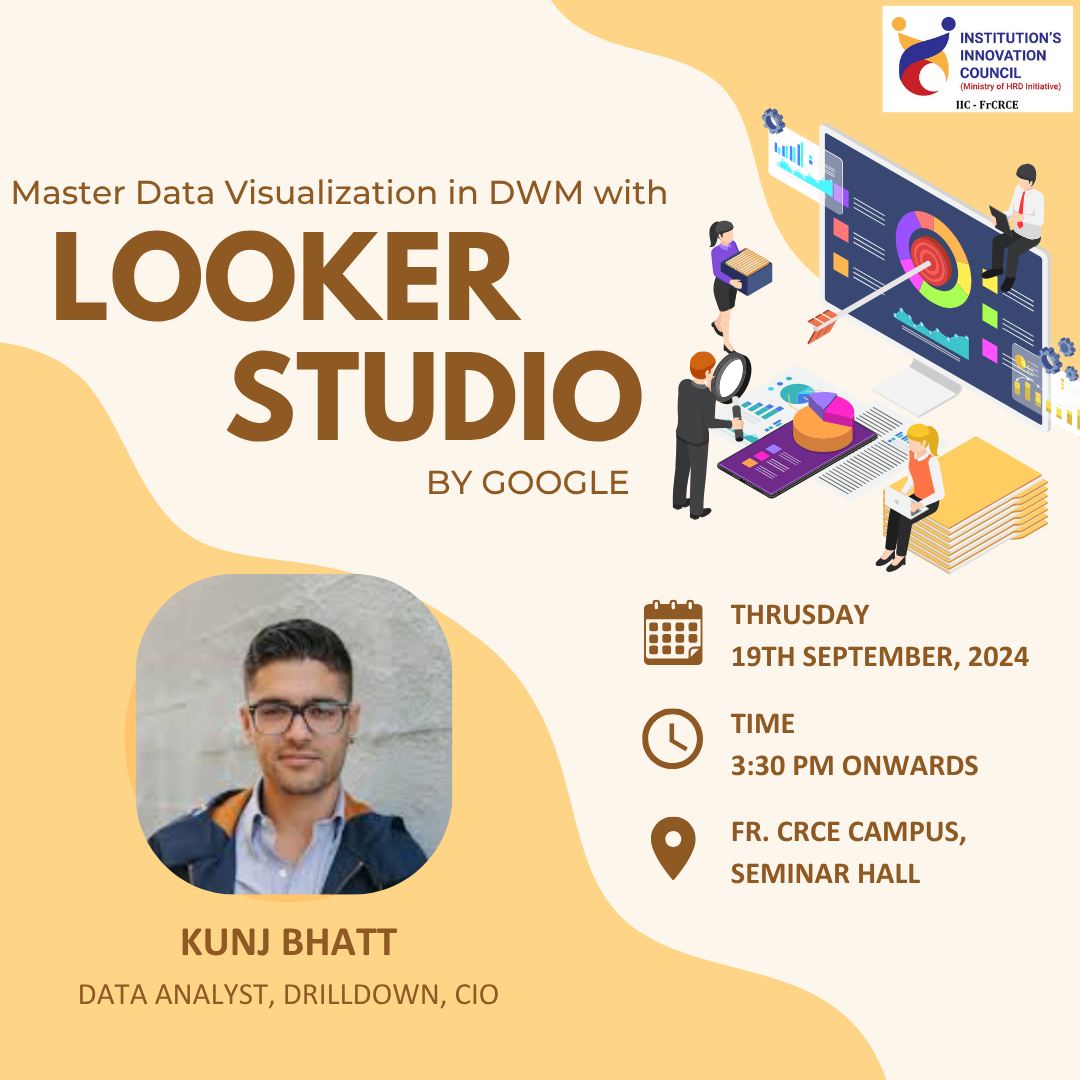 INSTITUTION'S
INNOVATION
COUNCIL
(Ministry of HRD Initiative)
IIC - FrCRCE
Master Data Visualization in DWM with
LOOKER
STUDIO
BY GOOGLE
THRUSDAY
19TH SEPTEMBER, 2024
TIME
3:30 PM ONWARDS
FR. CRCE CAMPUS,
SEMINAR HALL
KUNJ BHATT
DATA ANALYST, DRILLDOWN, CIO